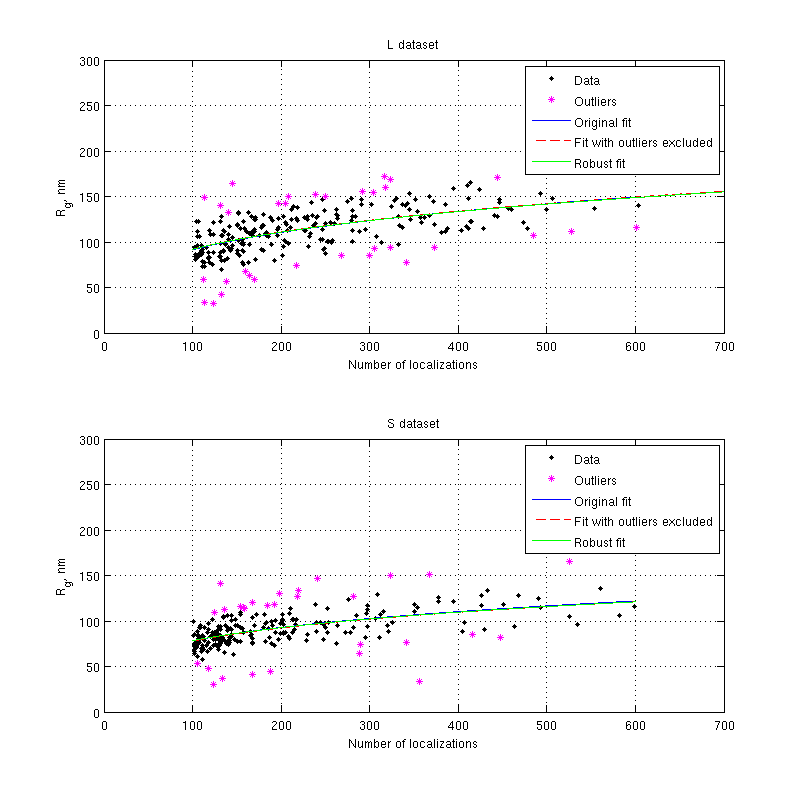 L dataset
300
250
200
150
100
50
0
Rg, nm
Data
Outliers
Original fit
Fit with outliers excluded
Robust fit
0 100 200 300 400 500 600 700
Number of localizations
S dataset
300
250
200
150
100
50
0
Rg, nm
Data
Outliers
Original fit
Fit with outliers excluded
Robust fit
0 100 200 300 400 500 600 700
Number of localizations